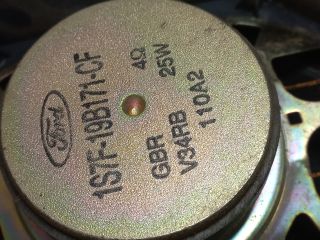 Ford
1S7F-19B171-CF
4Ω
25W
GBR
V34RB
110A2